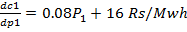 dc1/dp1 = 0.08P₁ + 16 Rs/Mwh